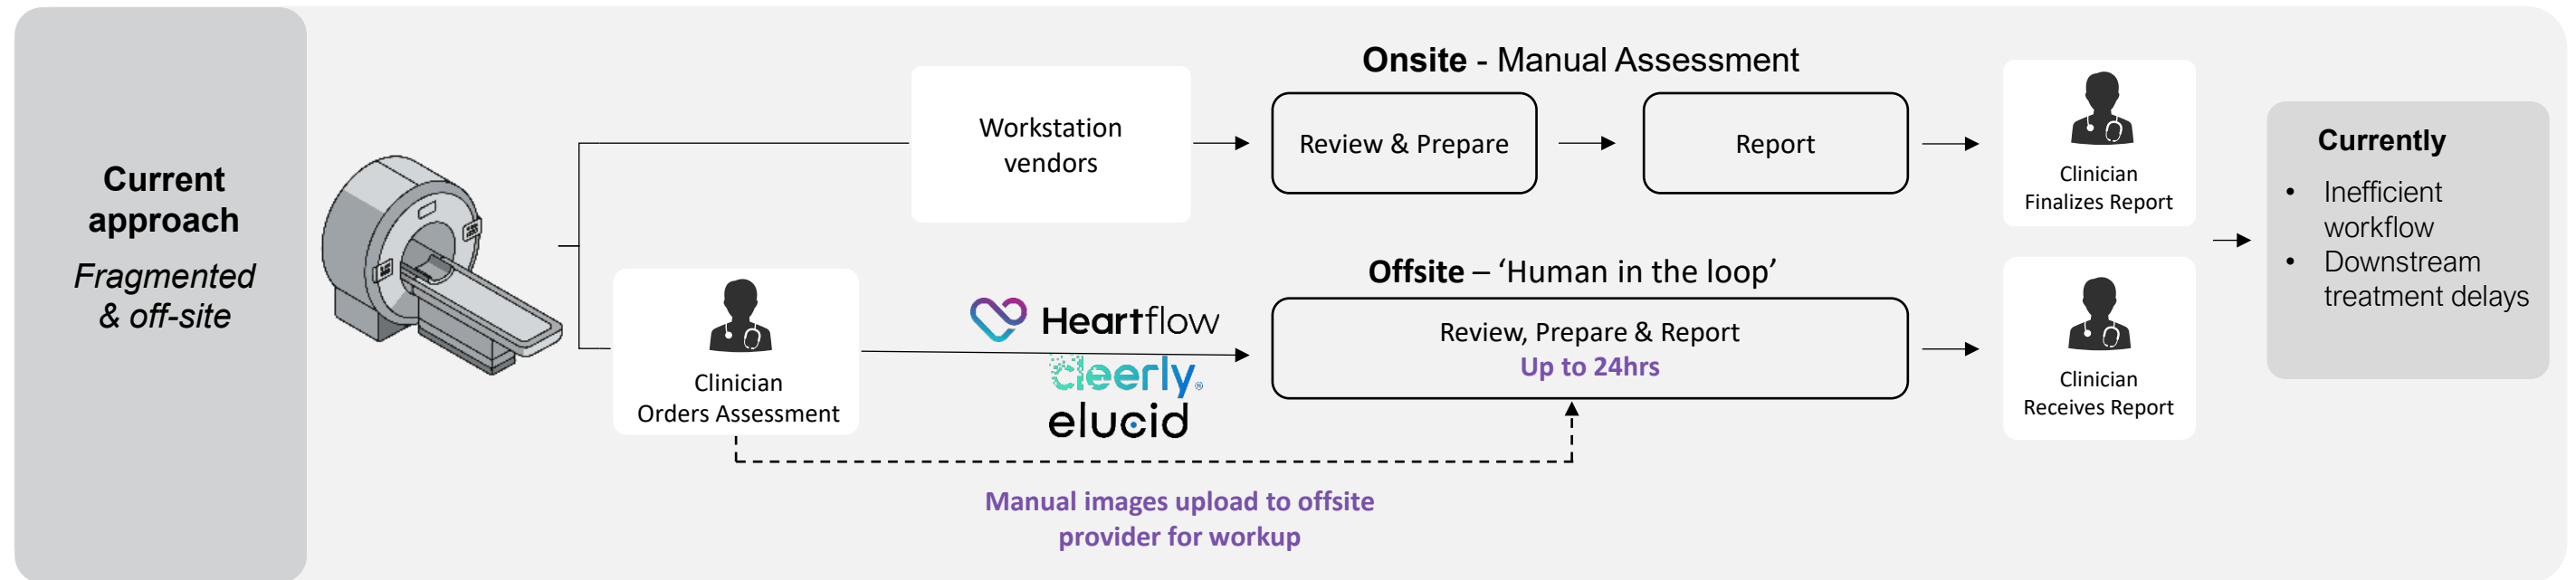 Current
approach
Fragmented
& off-site
Workstation
vendors
Onsite - Manual Assessment
Review & Prepare
Report
Clinician
Finalizes Report
Clinician
Orders Assessment
Heartflow
cleerly®
elucid
Offsite – ‘Human in the loop’
Review, Prepare & Report
Up to 24hrs
Clinician
Receives Report
Manual images upload to offsite
provider for workup
Currently
• Inefficient
workflow
• Downstream
treatment delays